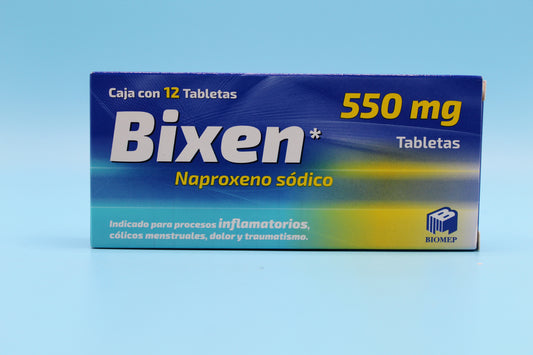 Caja con 12 Tabletas
550 mg
Bixen*
Tabletas
Naproxeno sódico
Indicado para procesos inflamatorios,
cólicos menstruales, dolor y traumatismo.
BIOMEP